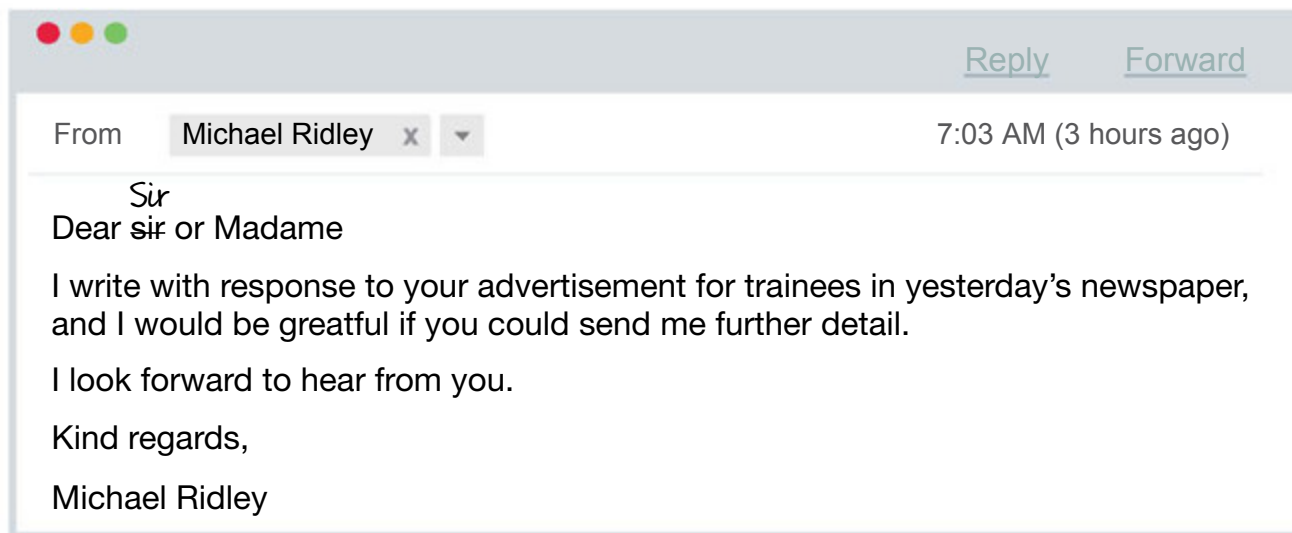 Reply Forward
From Michael Ridley x 7:03 AM (3 hours ago)
Sir
Dear sir or Madame
I write with response to your advertisement for trainees in yesterday’s newspaper,
and I would be greatful if you could send me further detail.
I look forward to hear from you.
Kind regards,
Michael Ridley